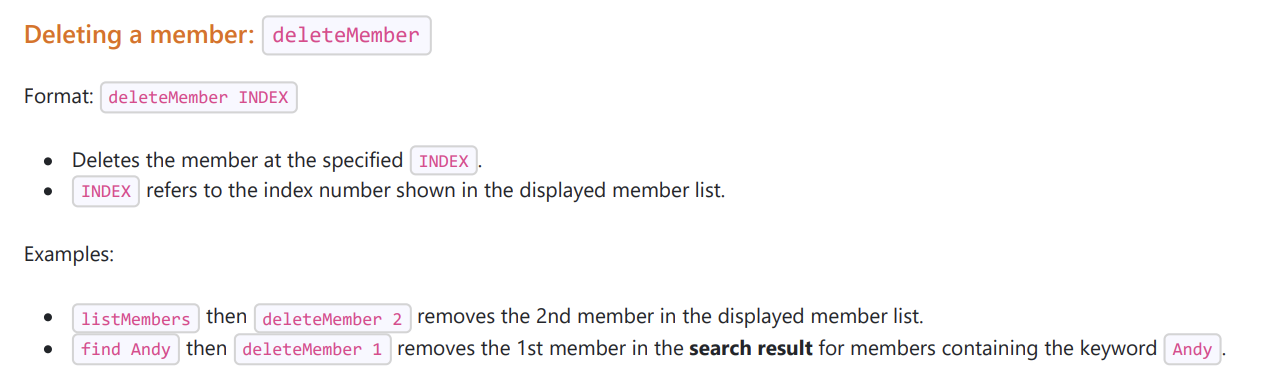 Deleting a member: deleteMember
Format: deleteMember INDEX
• Deletes the member at the specified INDEX.
• INDEX refers to the index number shown in the displayed member list.
Examples:
• listMembers then deleteMember 2 removes the 2nd member in the displayed member list.
• find Andy then deleteMember 1 removes the 1st member in the search result for members containing the keyword Andy.